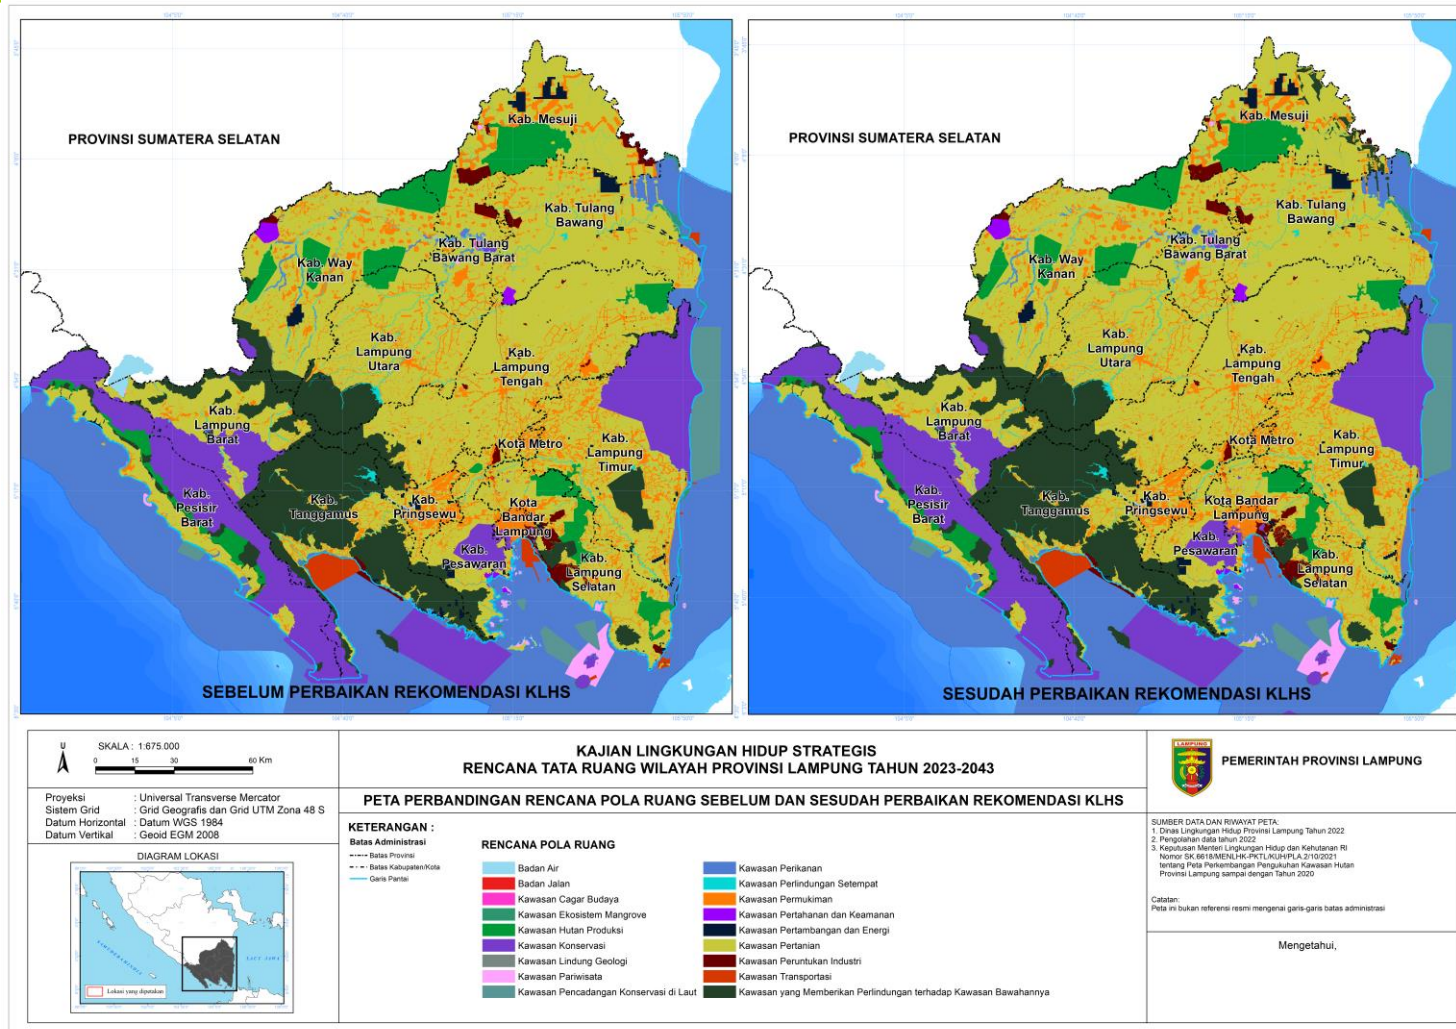 PROVINSI SUMATERA SELATAN
Kab. Mesuji
Kab. Tulang
Bawang
Kab. Tulang
Bawang Barat
Kab. Way
Kanan
Kab.
Lampung
Utara
Kab.
Lampung
Tengah
Kab.
Lampung
Barat
Kota Metro
Kab.
Lampung
Timur
Kab.
Pesisir
Barat
Kab.
Tanggamus
Kab.
Pringsewu
Kota
Bandar
Lampung
Kab.
Pesawaran
Kab.
Lampung
Selatan
SEBELUM PERBAIKAN REKOMENDASI KLHS
PROVINSI SUMATERA SELATAN
Kab. Mesuji
Kab. Tulang
Bawang
Kab. Tulang
Bawang Barat
Kab. Way
Kanan
Kab.
Lampung
Utara
Kab.
Lampung
Tengah
Kab.
Lampung
Barat
Kota Metro
Kab.
Lampung
Timur
Kab.
Pesisir
Barat
Kab.
Tanggamus
Kab.
Pringsewu
Kota Bandar
Lampung
Kab.
Pesawaran
Kab.
Lampung
Selatan
SESUDAH PERBAIKAN REKOMENDASI KLHS
U
SKALA : 1:675.000
0 15 30 60 Km
Proyeksi : Universal Transverse Mercator
Sistem Grid : Grid Geografis dan Grid UTM Zona 48 S
Datum Horizontal : Datum WGS 1984
Datum Vertikal : Geoid EGM 2008
DIAGRAM LOKASI
LAUT JAWA
Lokasi yang dipetakan
KAJIAN LINGKUNGAN HIDUP STRATEGIS
RENCANA TATA RUANG WILAYAH PROVINSI LAMPUNG TAHUN 2023-2043
PETA PERBANDINGAN RENCANA POLA RUANG SEBELUM DAN SESUDAH PERBAIKAN REKOMENDASI KLHS
KETERANGAN :
Batas Administrasi
Batas Provinsi
Batas Kabupaten/Kota
Garis Pantai
RENCANA POLA RUANG
Badan Air
Badan Jalan
Kawasan Cagar Budaya
Kawasan Ekosistem Mangrove
Kawasan Hutan Produksi
Kawasan Konservasi
Kawasan Lindung Geologi
Kawasan Pariwisata
Kawasan Pencadangan Konservasi di Laut
Kawasan Perikanan
Kawasan Perlindungan Setempat
Kawasan Permukiman
Kawasan Pertahanan dan Keamanan
Kawasan Pertambangan dan Energi
Kawasan Pertanian
Kawasan Peruntukan Industri
Kawasan Transportasi
Kawasan yang Memberikan Perlindungan terhadap Kawasan Bawahannya
LAMPUNG
PEMERINTAH PROVINSI LAMPUNG
SUMBER DATA DAN RIWAYAT PETA:
1. Dinas Lingkungan Hidup Provinsi Lampung Tahun 2022
2. Pengolahan data tahun 2022
3. Keputusan Menteri Lingkungan Hidup dan Kehutanan RI
Nomor SK.6618/MENLHK-PKTL/KUH/PLA.2/10/2021
tentang Peta Perkembangan Pengukuhan Kawasan Hutan
Provinsi Lampung sampai dengan Tahun 2020
Catatan:
Peta ini bukan referensi resmi mengenai garis-garis batas administrasi
Mengetahui,